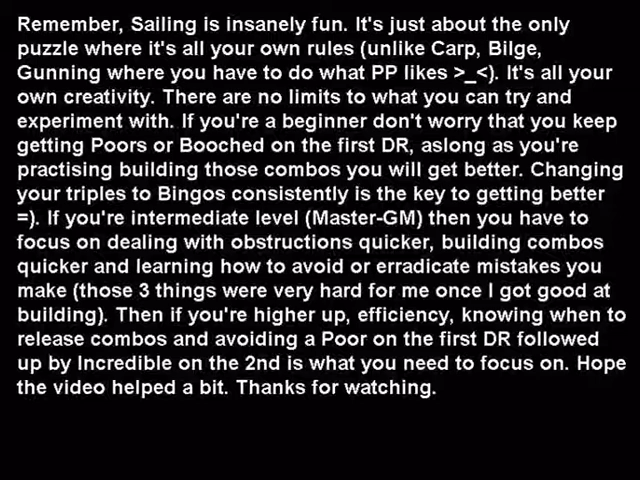 Remember, Sailing is insanely fun. It's just about the only
puzzle where it's all your own rules (unlike Carp, Bilge,
Gunning where you have to do what PP likes >_<). It's all your
own creativity. There are no limits to what you can try and
experiment with. If you're a beginner don't worry that you keep
getting Poors or Booched on the first DR, aslong as you're
practising building those combos you will get better. Changing
your triples to Bingos consistently is the key to getting better
=). If you're intermediate level (Master-GM) then you have to
focus on dealing with obstructions quicker, building combos
quicker and learning how to avoid or erradicate mistakes you
make (those 3 things were very hard for me once I got good at
building). Then if you're higher up, efficiency, knowing when to
release combos and avoiding a Poor on the first DR followed
up by Incredible on the 2nd is what you need to focus on. Hope
the video helped a bit. Thanks for watching.